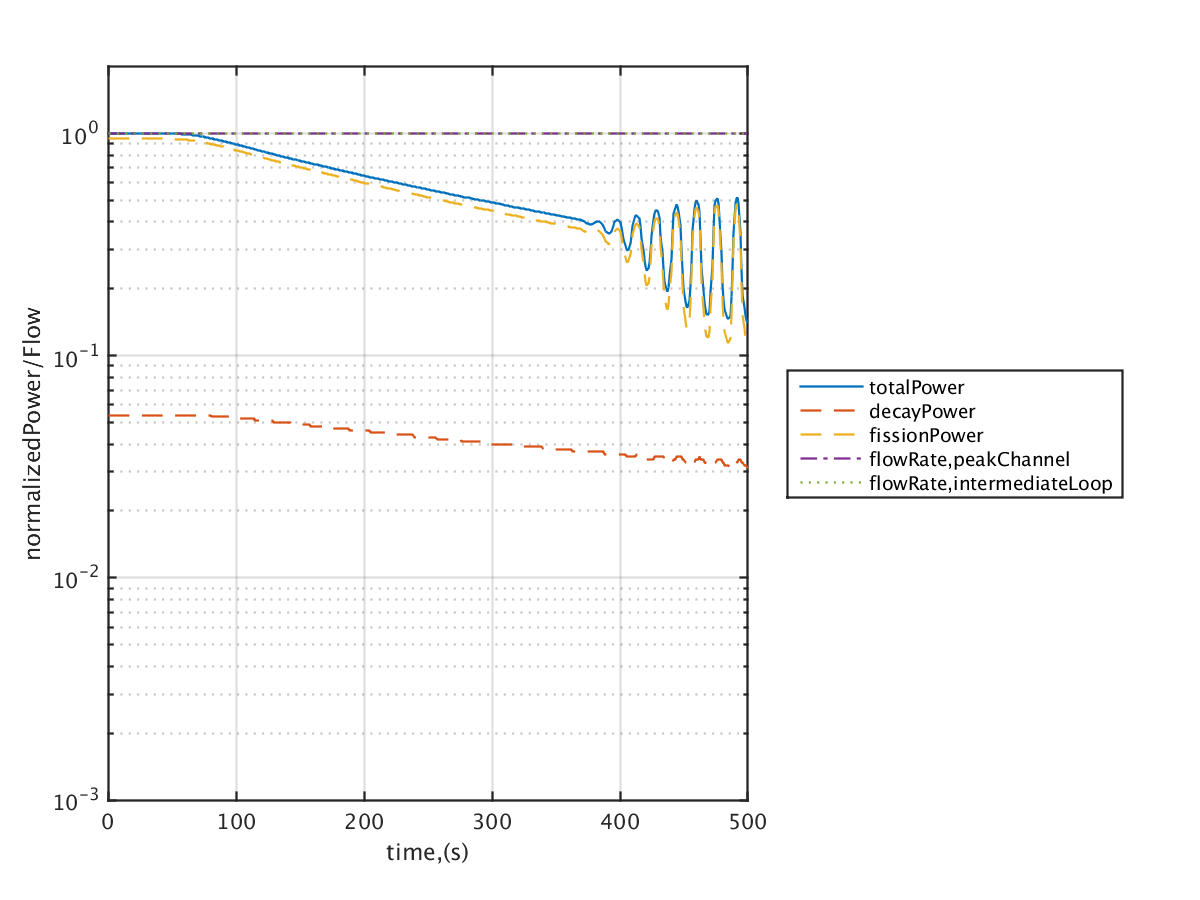 10^0
10^-1
10^-2
10^-3
0 100 200 300 400 500
time,(s)
normalizedPower/Flow
totalPower
decayPower
fissionPower
flowRate,peakChannel
flowRate,intermediateLoop